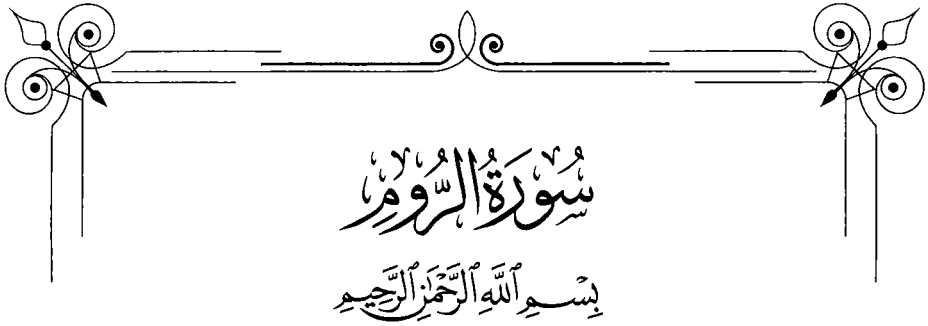 سُورَةُ الرُّومِ
بِسْمِ ٱللَّهِ ٱلرَّحْمَٰنِ ٱلرَّحِيمِ